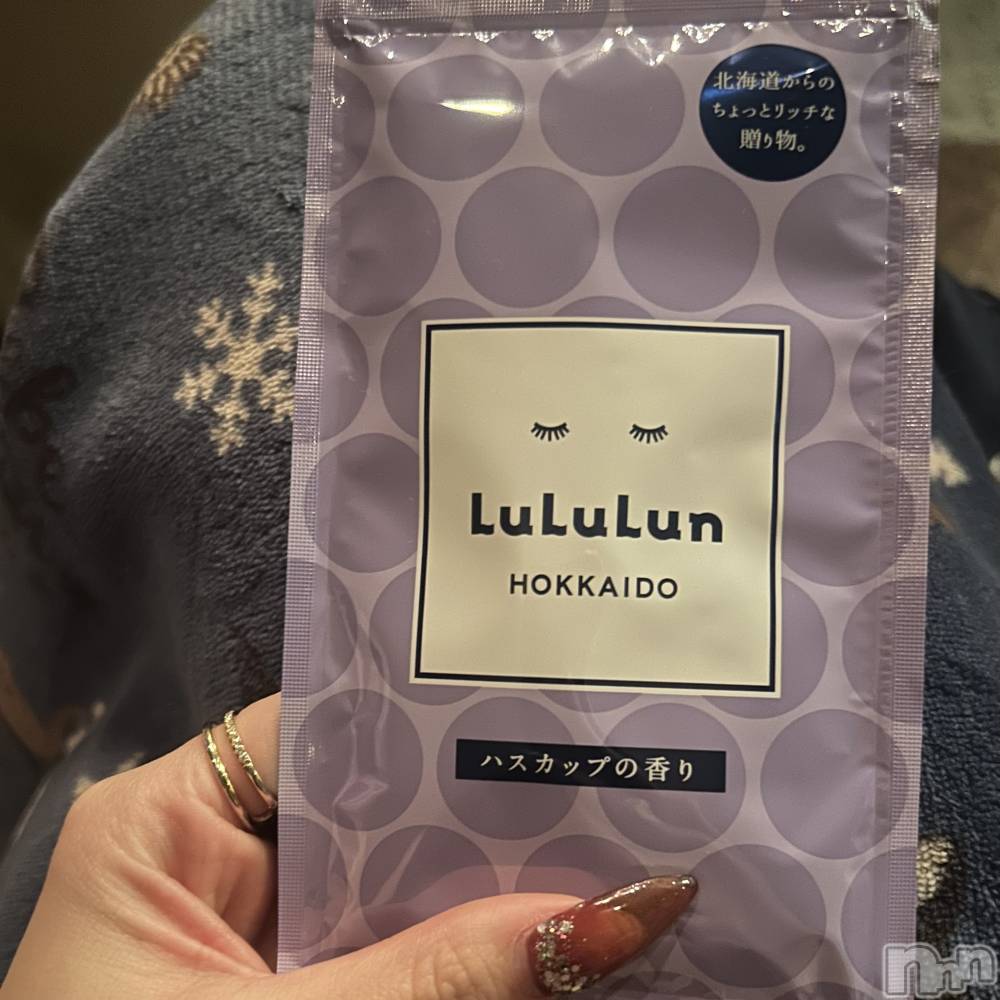 北海道からの
ちょっとリッチな
贈り物。
LuLuLun
HOKKAIDO
ハスカップの香り
nnn